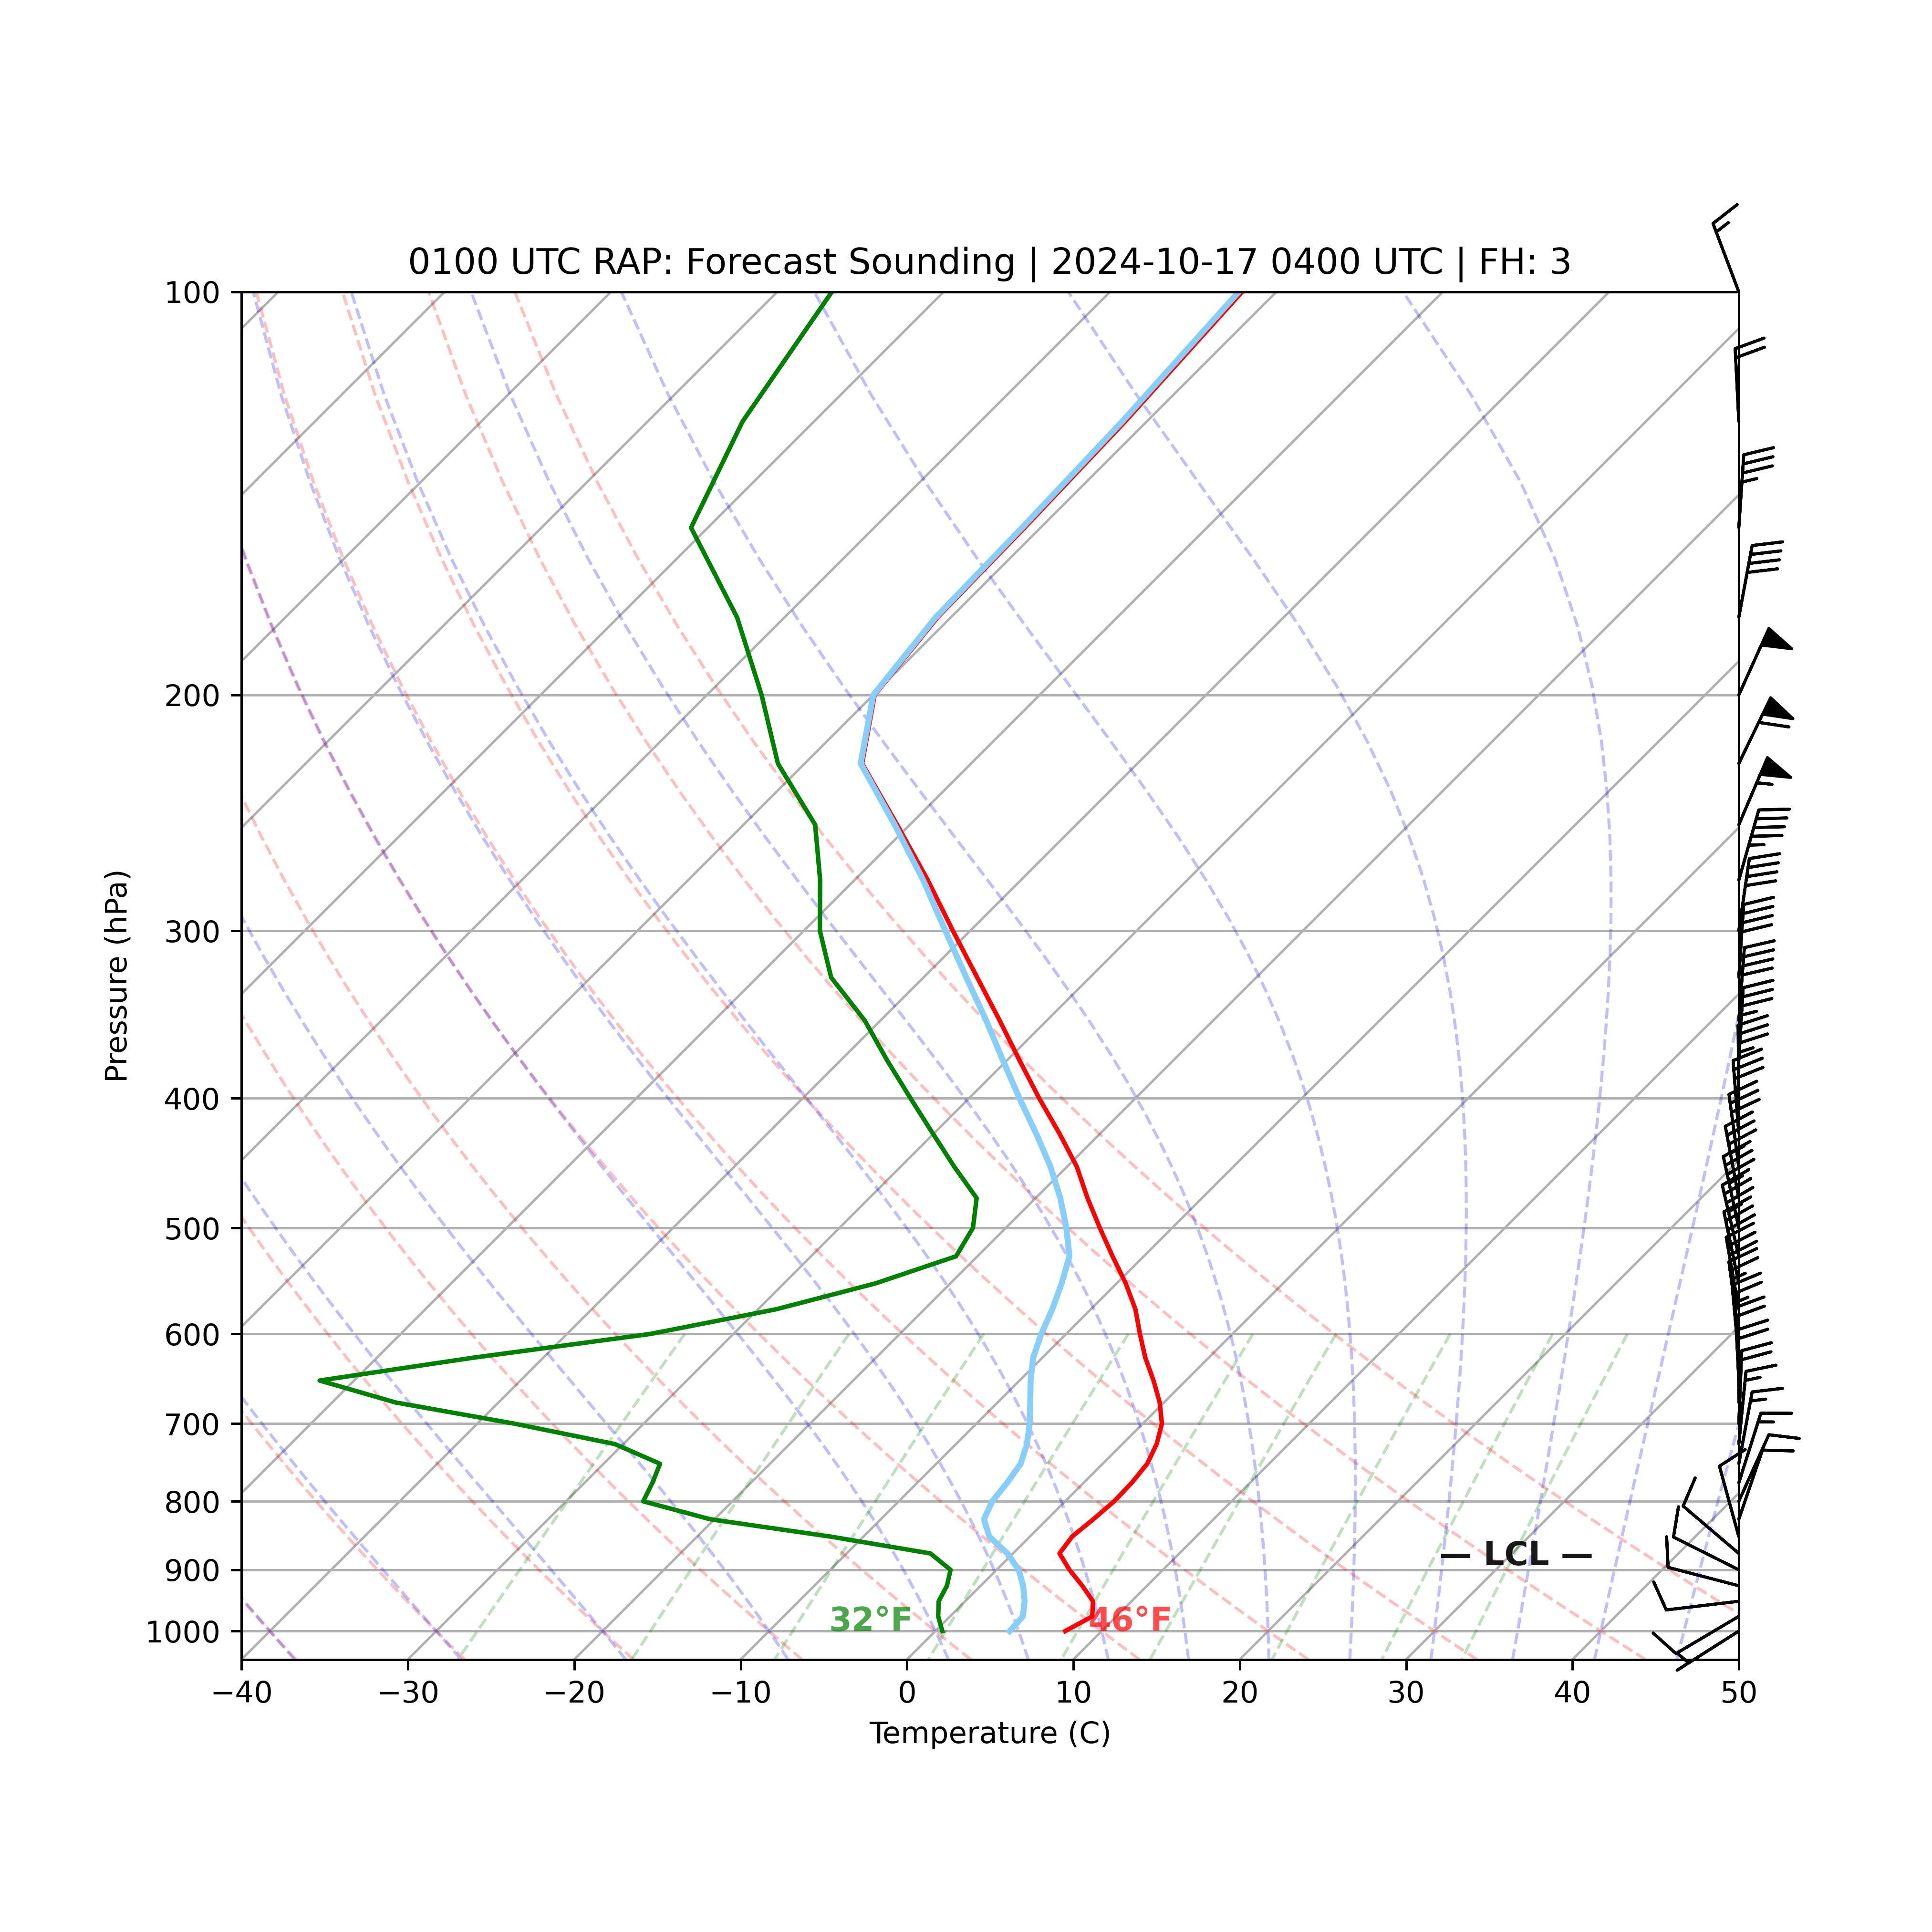 0100 UTC RAP: Forecast Sounding | 2024-10-17 0400 UTC | FH: 3
100
200
300
400
500
600
700
800
900
1000
Pressure (hPa)
— LCL —
32°F
46°F
−40 −30 −20 −10 0 10 20 30 40 50
Temperature (C)